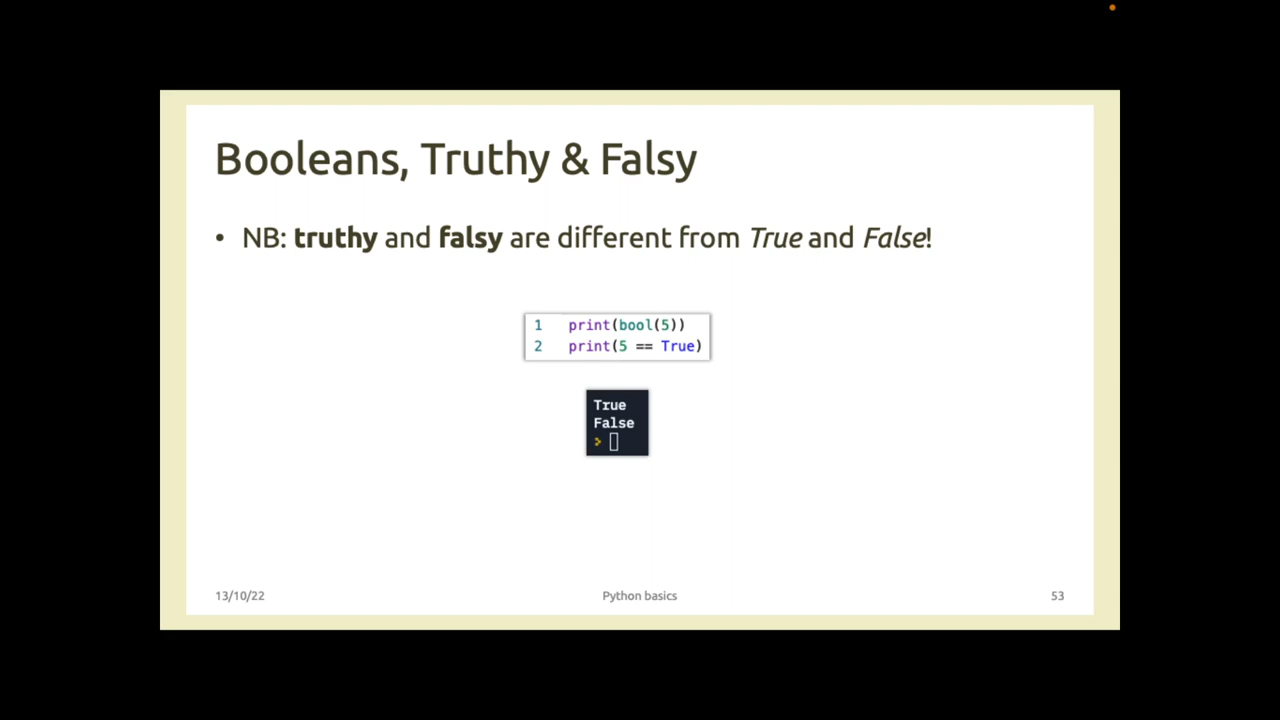 Booleans, Truthy & Falsy
• NB: truthy and falsy are different from True and False!
1 print(bool(5))
2 print(5 == True)
True
False
>
13/10/22
Python basics
53